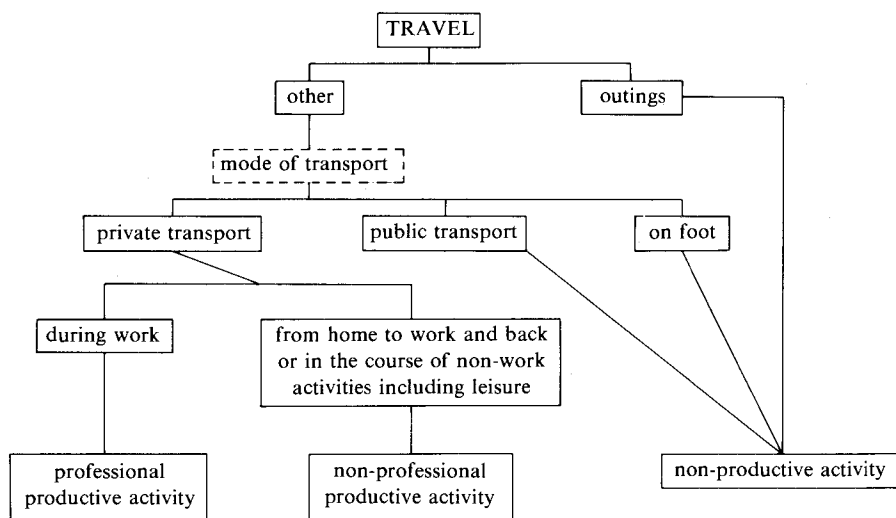 TRAVEL
other
outings
mode of transport
private transport
public transport
on foot
during work
from home to work and back
or in the course of non-work
activities including leisure
professional
productive activity
non-professional
productive activity
non-productive activity